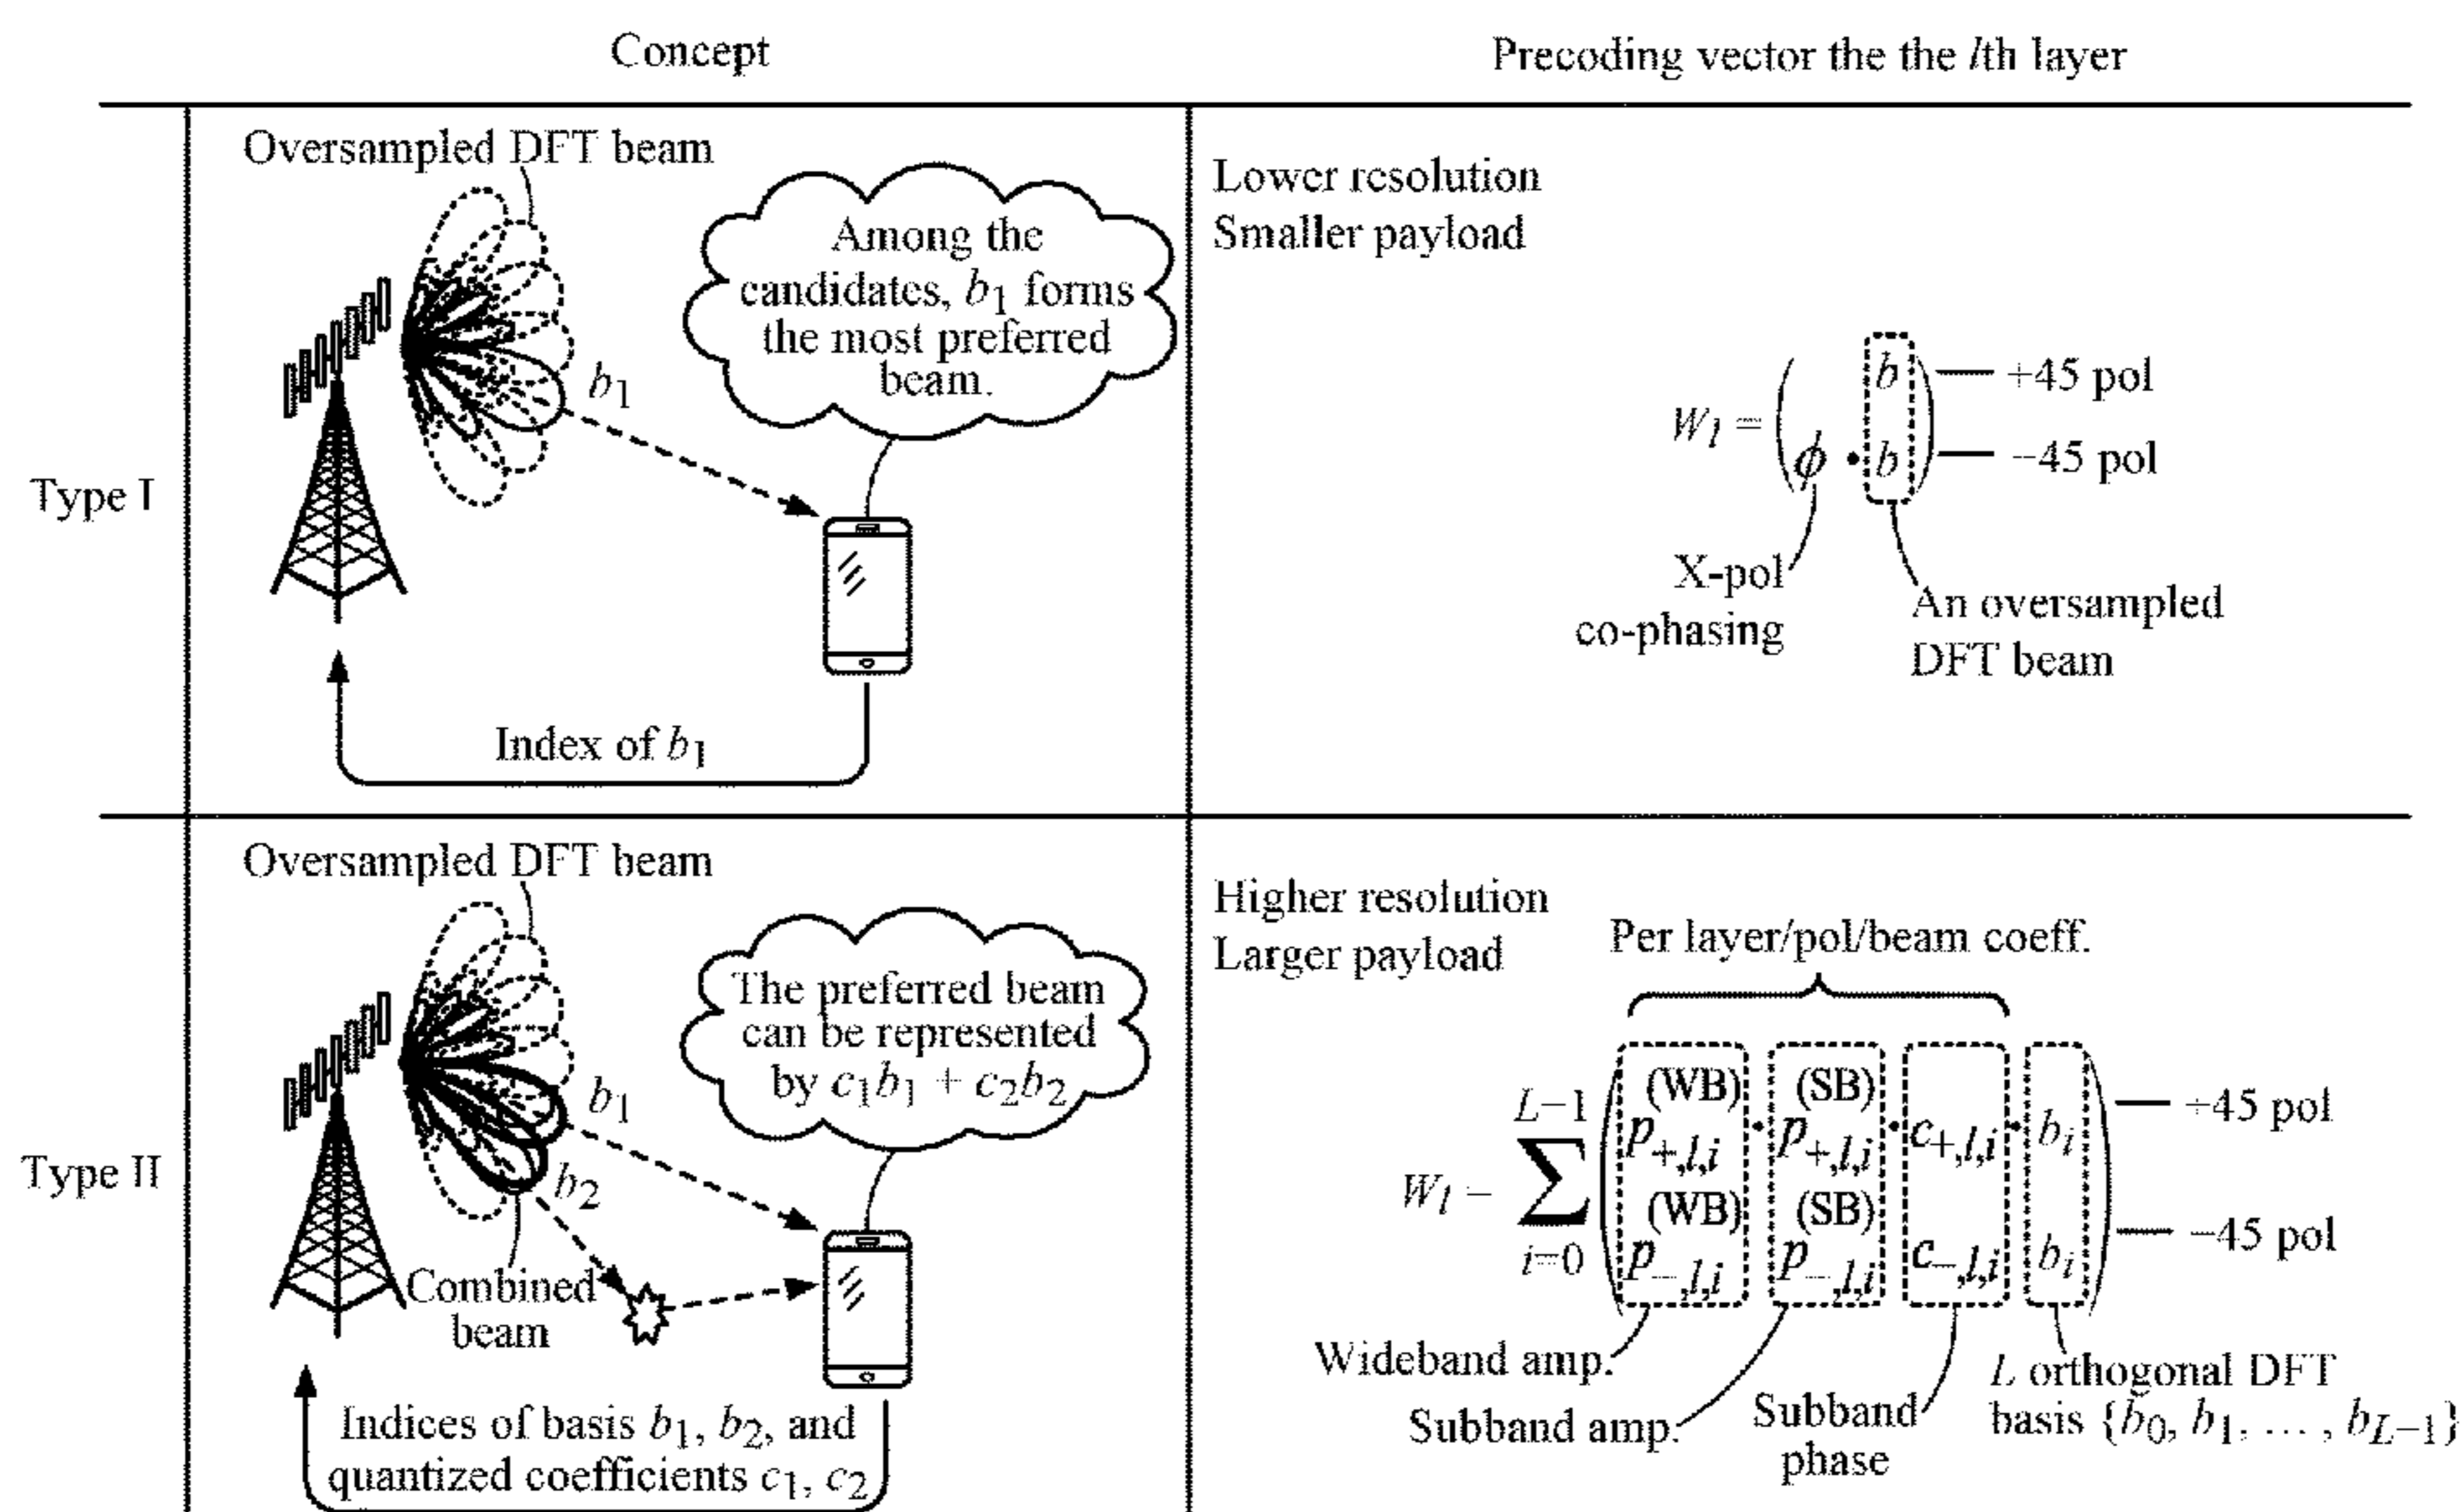 Concept
Precoding vector the the lth layer
Type I
Oversampled DFT beam
b1
Among the
candidates, b1 forms
the most preferred
beam.
Index of b1
Lower resolution
Smaller payload
Wl = ( b
ϕ · b )
+45 pol
−45 pol
X-pol
co-phasing
An oversampled
DFT beam
Type II
Oversampled DFT beam
b1
b2
The preferred beam
can be represented
by c1b1 + c2b2
Combined
beam
Indices of basis b1, b2, and
quantized coefficients c1, c2
Higher resolution
Larger payload
Per layer/pol/beam coeff.
L−1
Wl = ∑
i=0
(WB) (SB)
p+,l,i · p+,l,i · c+,l,i · bi
(WB) (SB)
p−,l,i p−,l,i c−,l,i bi
+45 pol
−45 pol
Wideband amp.
Subband amp.
Subband
phase
L orthogonal DFT
basis {b0, b1, … , bL−1}